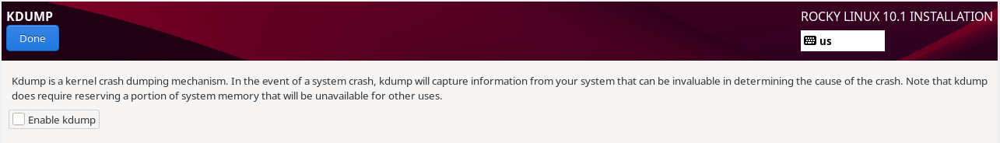 KDUMP
ROCKY LINUX 10.1 INSTALLATION
Done
us
Kdump is a kernel crash dumping mechanism. In the event of a system crash, kdump will capture information from your system that can be invaluable in determining the cause of the crash. Note that kdump
does require reserving a portion of system memory that will be unavailable for other uses.
Enable kdump